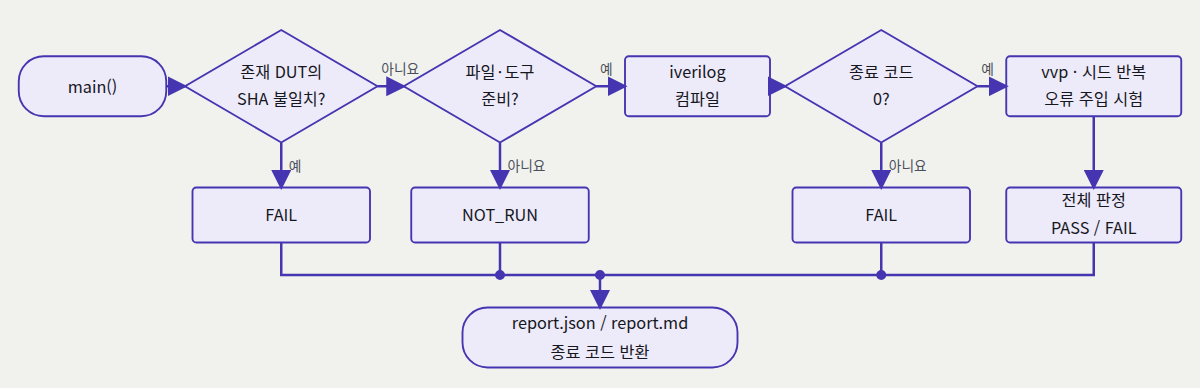 main()
존재 DUT의
SHA 불일치?
아니요
파일·도구
준비?
예
iverilog
컴파일
종료 코드
0?
예
vvp · 시드 반복
오류 주입 시험
예
아니요
아니요
FAIL
NOT_RUN
FAIL
전체 판정
PASS / FAIL
report.json / report.md
종료 코드 반환